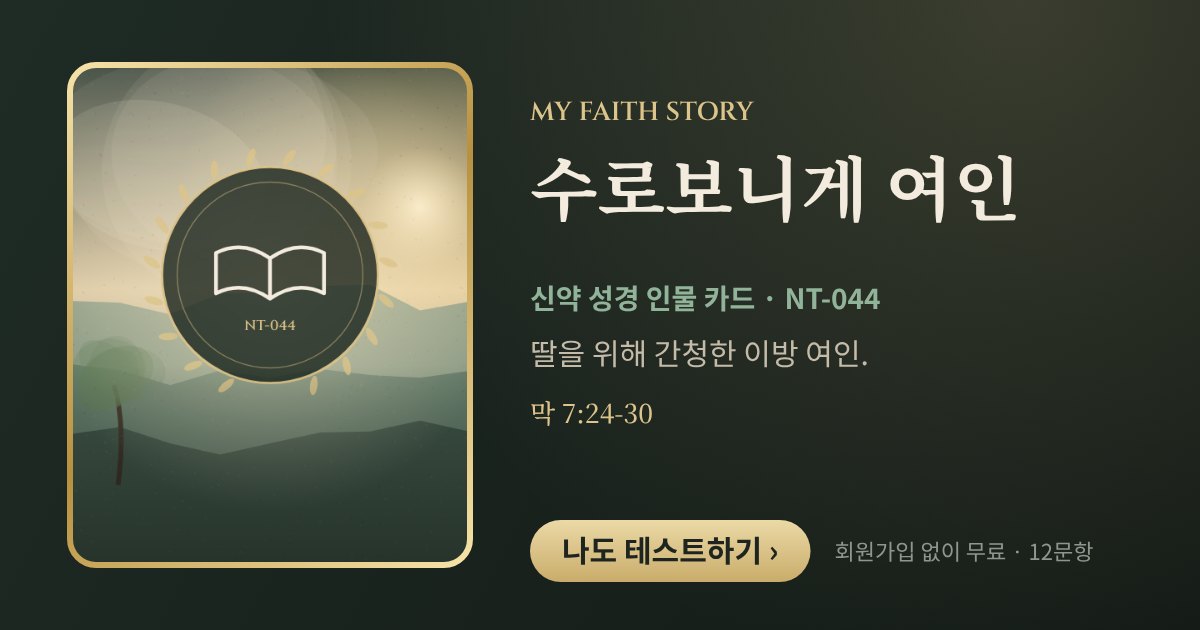 NT-044
MY FAITH STORY
수로보니게 여인
신약 성경 인물 카드 · NT-044
딸을 위해 간청한 이방 여인.
막 7:24-30
나도 테스트하기 ›
회원가입 없이 무료 · 12문항